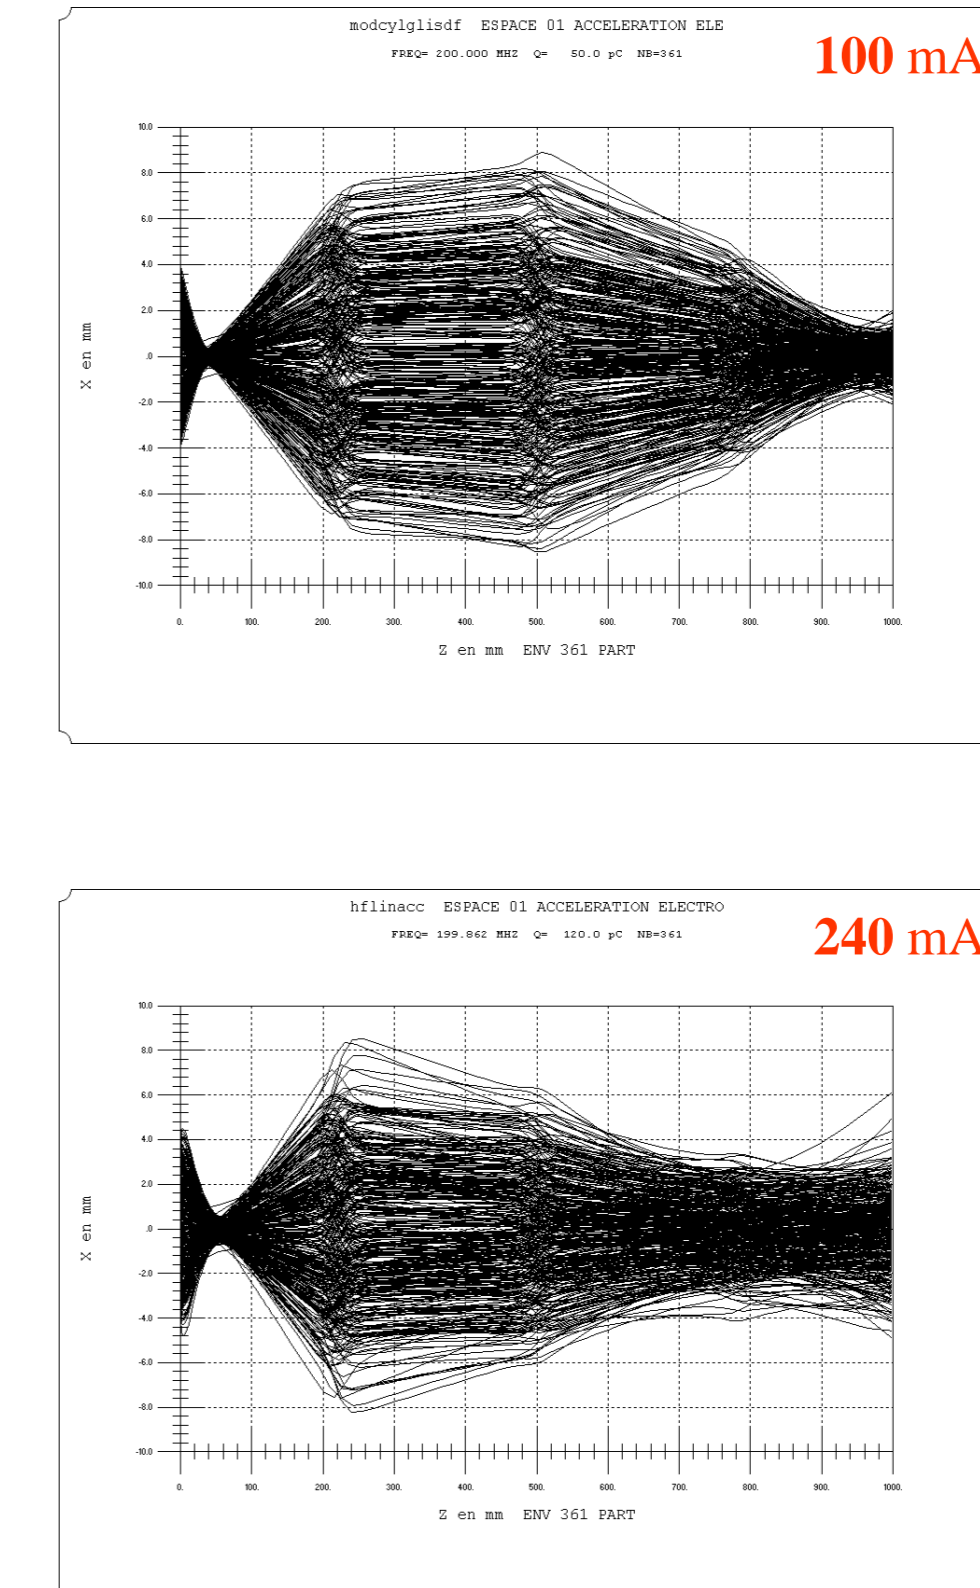 modcylglisdf ESPACE 01 ACCELERATION ELE
FREQ= 200.000 MHZ Q= 50.0 pC NB=361
100 mA
10.0
8.0
6.0
4.0
2.0
.0
-2.0
-4.0
-6.0
-8.0
-10.0
X en mm
0. 100. 200. 300. 400. 500. 600. 700. 800. 900. 1000.
Z en mm ENV 361 PART
hflinacc ESPACE 01 ACCELERATION ELECTRO
FREQ= 199.862 MHZ Q= 120.0 pC NB=361
240 mA
10.0
8.0
6.0
4.0
2.0
.0
-2.0
-4.0
-6.0
-8.0
-10.0
X en mm
0. 100. 200. 300. 400. 500. 600. 700. 800. 900. 1000.
Z en mm ENV 361 PART